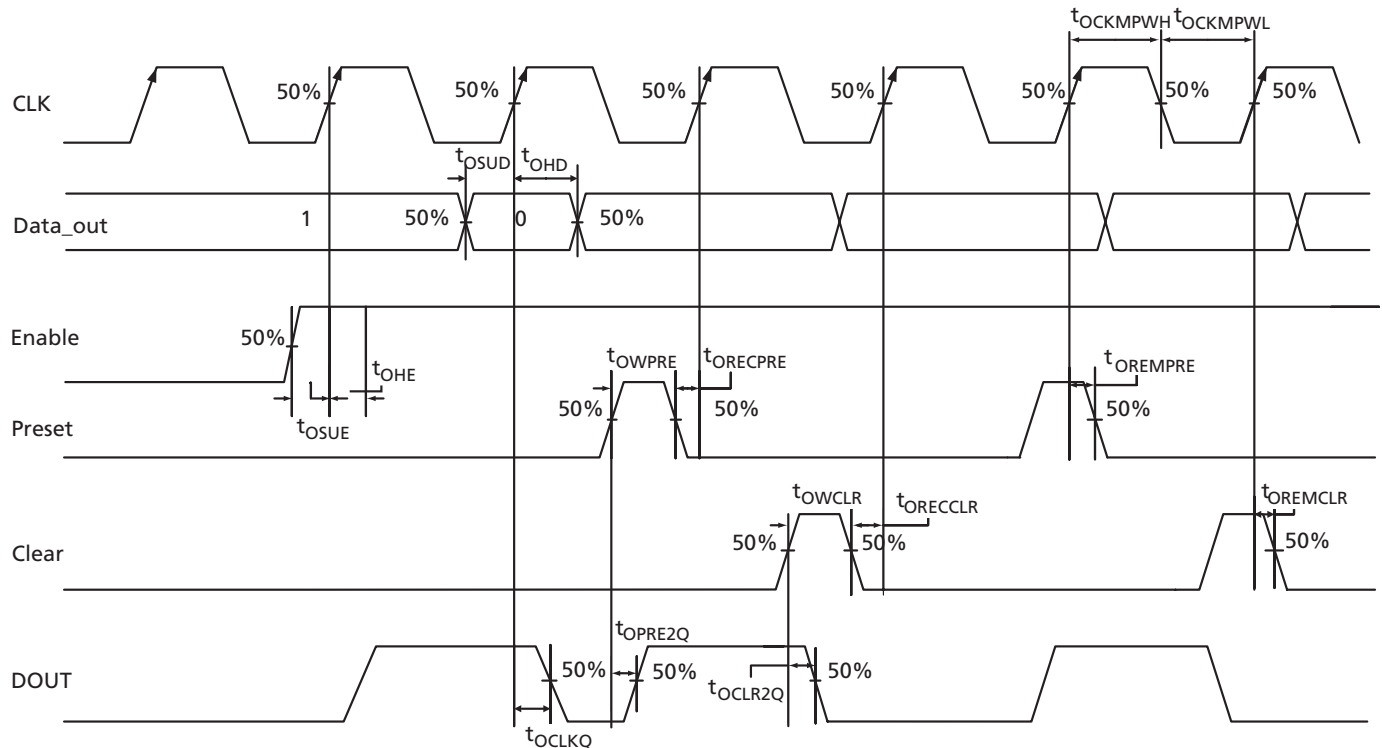 tOCKMPWH tOCKMPWL
CLK 50% 50% 50% 50% 50% 50% 50%
tOSUD tOHD
Data_out 1 50% 0 50%
Enable 50%
tOHE tOWPRE tORECPRE tOREMPRE
Preset tOSUE 50% 50% 50%
tOWCLR tORECCLR tOREMCLR
Clear 50% 50% 50%
tOPRE2Q
DOUT 50% 50% tOCLR2Q 50%
tOCLKQ